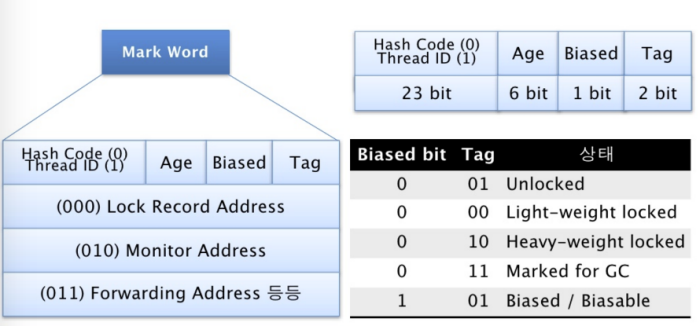 Mark Word
Hash Code (0)
Thread ID (1)
Age
Biased
Tag
(000) Lock Record Address
(010) Monitor Address
(011) Forwarding Address 등등
Hash Code (0)
Thread ID (1)
Age
Biased
Tag
23 bit
6 bit
1 bit
2 bit
Biased bit Tag 상태
0 01 Unlocked
0 00 Light-weight locked
0 10 Heavy-weight locked
0 11 Marked for GC
1 01 Biased / Biasable